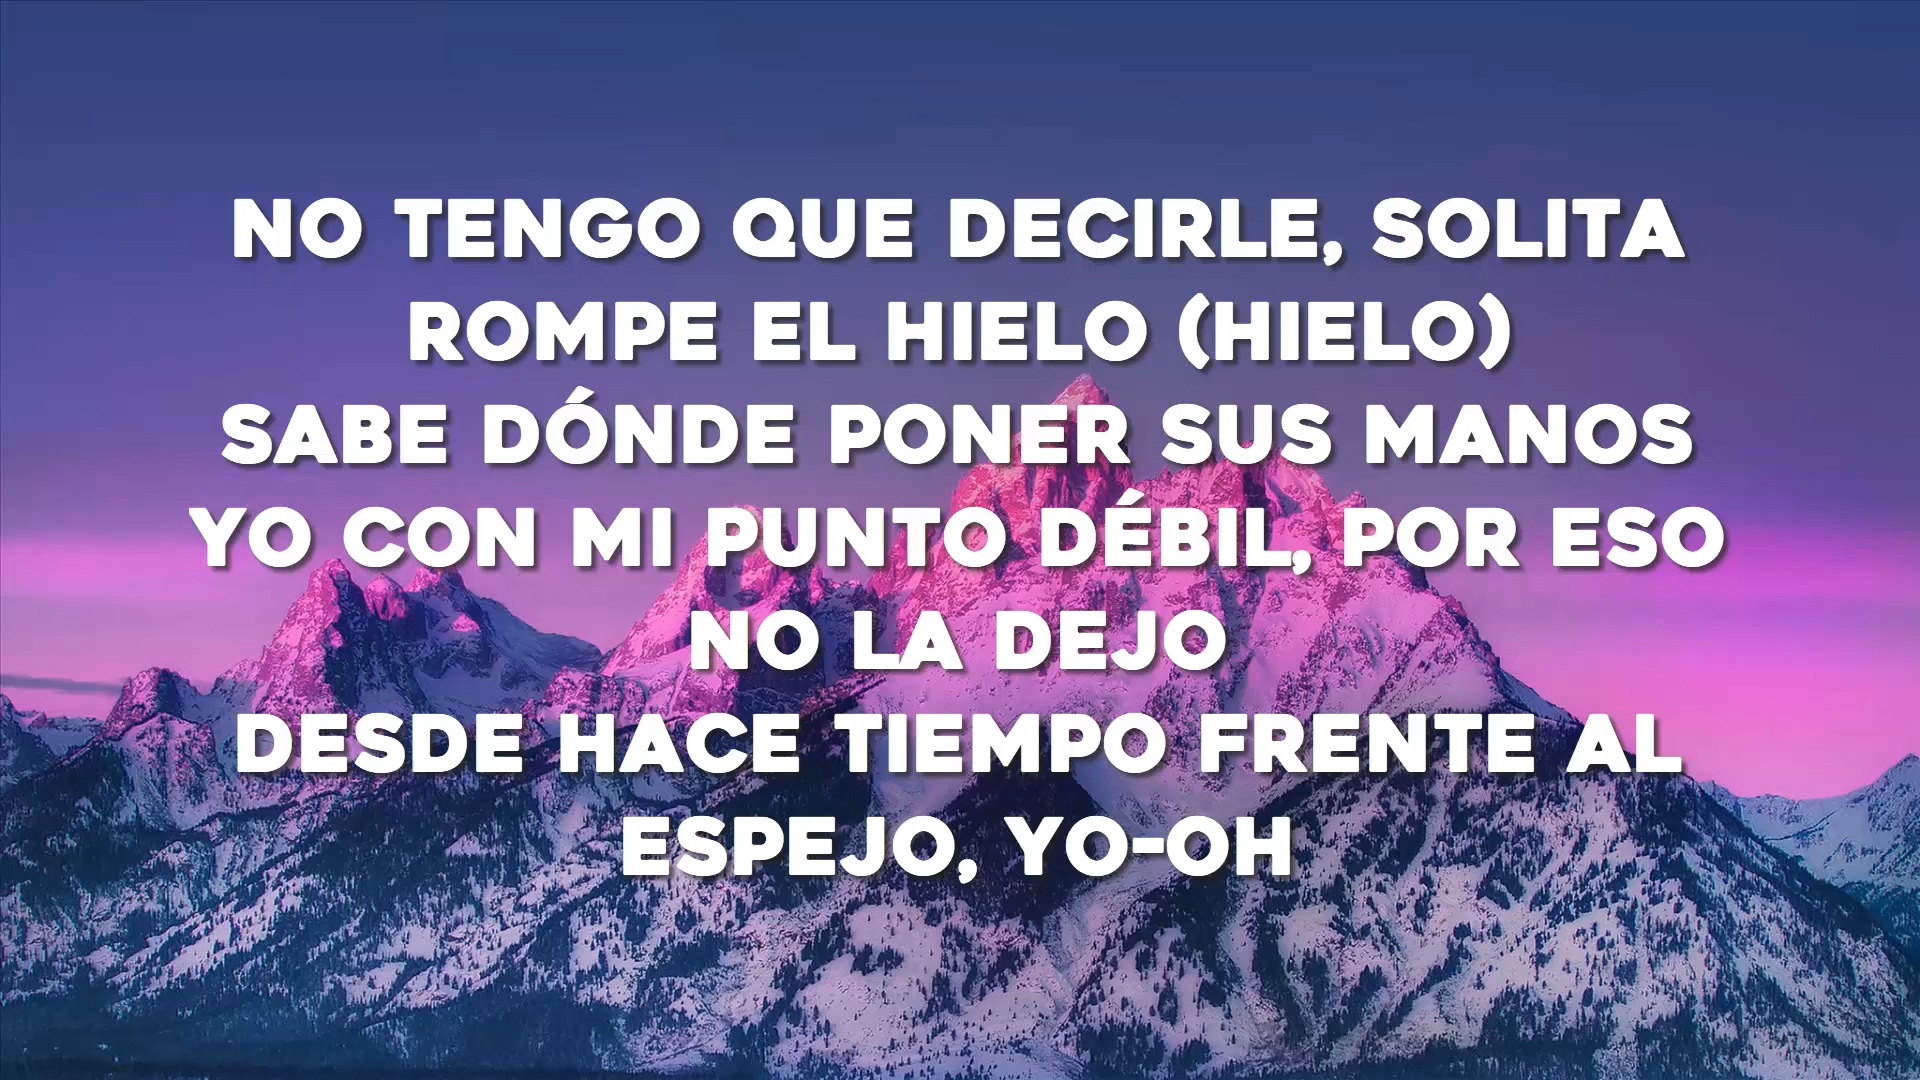 NO TENGO QUE DECIRLE, SOLITA
ROMPE EL HIELO (HIELO)
SABE DÓNDE PONER SUS MANOS
YO CON MI PUNTO DÉBIL, POR ESO
NO LA DEJO
DESDE HACE TIEMPO FRENTE AL
ESPEJO, YO-OH